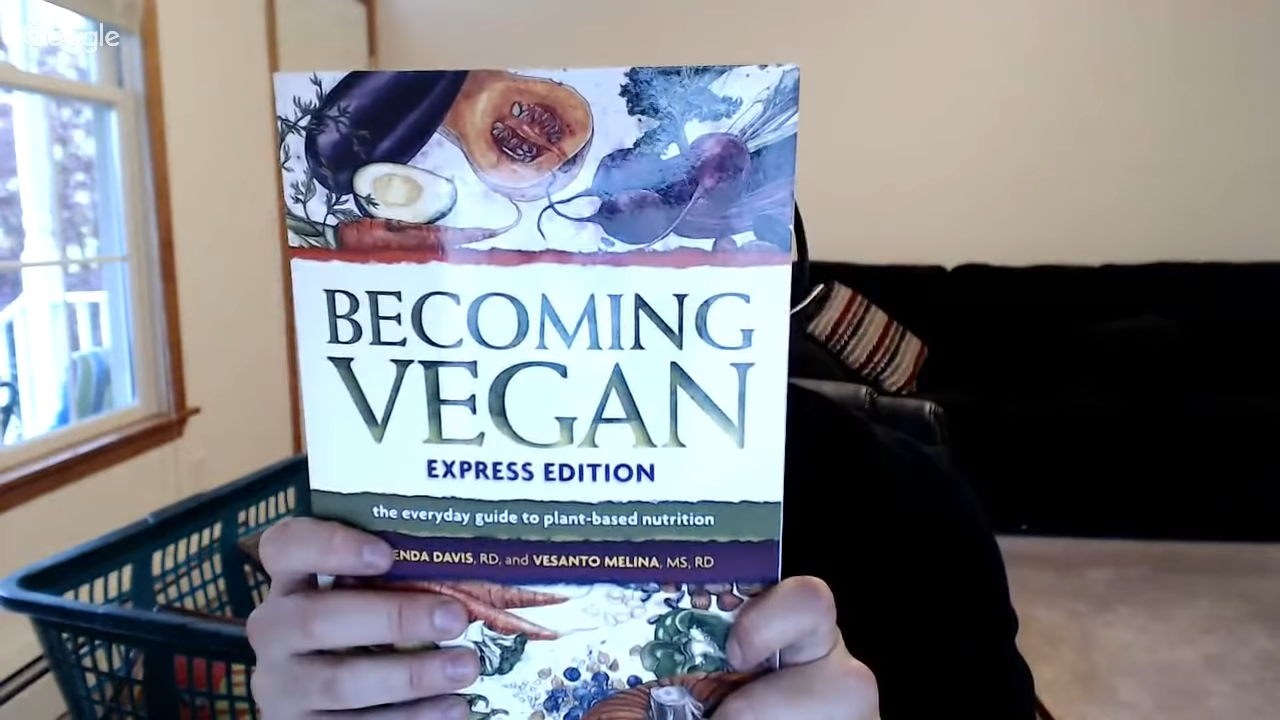 Google
BECOMING
VEGAN
EXPRESS EDITION
the everyday guide to plant-based nutrition
ENDA DAVIS, RD, and VESANTO MELINA, MS, RD